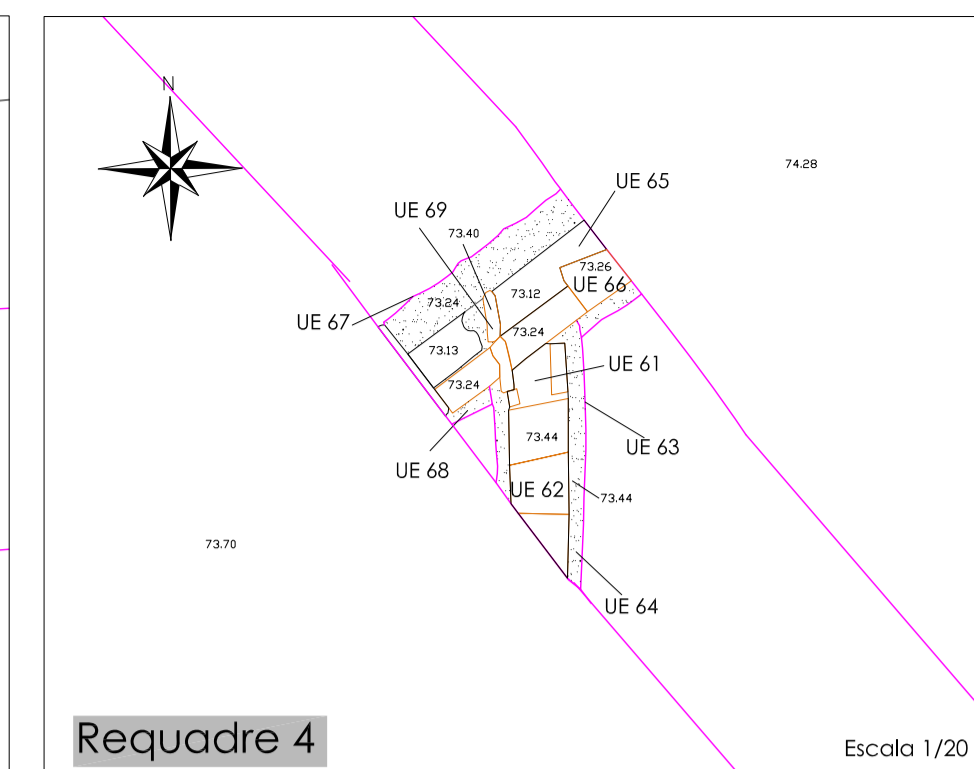 N
74.28
UE 65
UE 69
73.40
73.26
UE 66
73.24
73.12
UE 67
73.24
73.13
UE 61
73.24
73.44
UE 63
UE 68
UE 62
73.44
73.70
UE 64
Requadre 4
Escala 1/20